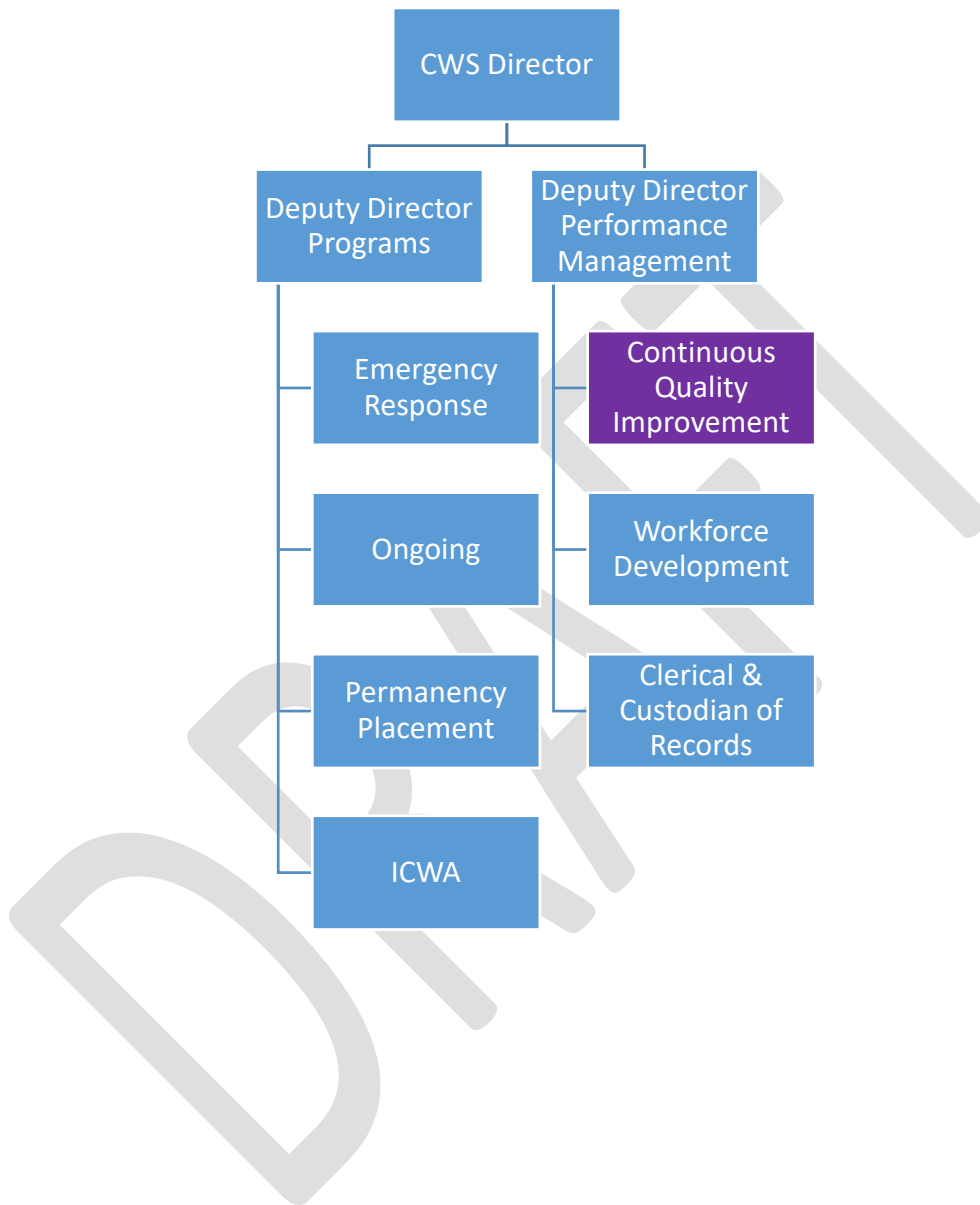 CWS Director
Deputy Director
Programs
Deputy Director
Performance
Management
Emergency
Response
Ongoing
Permanency
Placement
ICWA
Continuous
Quality
Improvement
Workforce
Development
Clerical &
Custodian of
Records
DRAFT